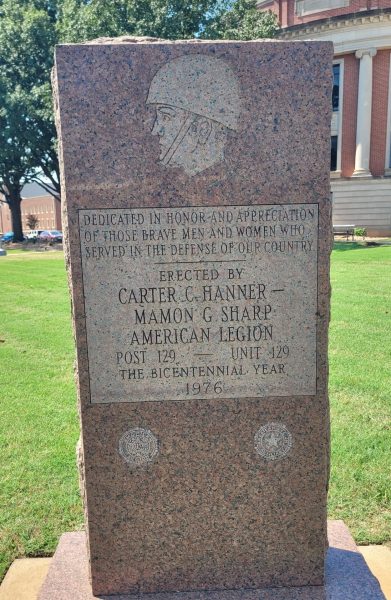 DEDICATED IN HONOR AND APPRECIATION
OF THOSE BRAVE MEN AND WOMEN WHO
SERVED IN THE DEFENSE OF OUR COUNTRY
ERECTED BY
CARTER C. HANNER —
MAMON G. SHARP
AMERICAN LEGION
POST 129 — UNIT 129
THE BICENTENNIAL YEAR
1976